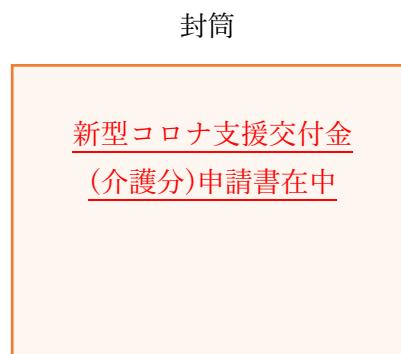 封筒
新型コロナ支援交付金
(介護分)申請書在中